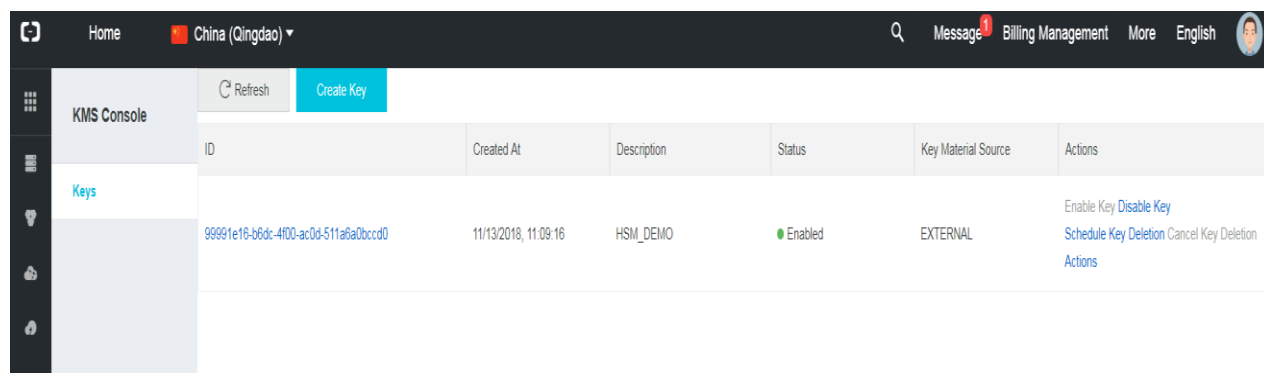 Home China (Qingdao) Message 1 Billing Management More English
KMS Console
Refresh Create Key
ID Created At Description Status Key Material Source Actions
Keys
99991e16-b6dc-4f00-ac0d-511a6a0bccd0 11/13/2018, 11:09:16 HSM_DEMO Enabled EXTERNAL
Enable Key Disable Key
Schedule Key Deletion Cancel Key Deletion
Actions